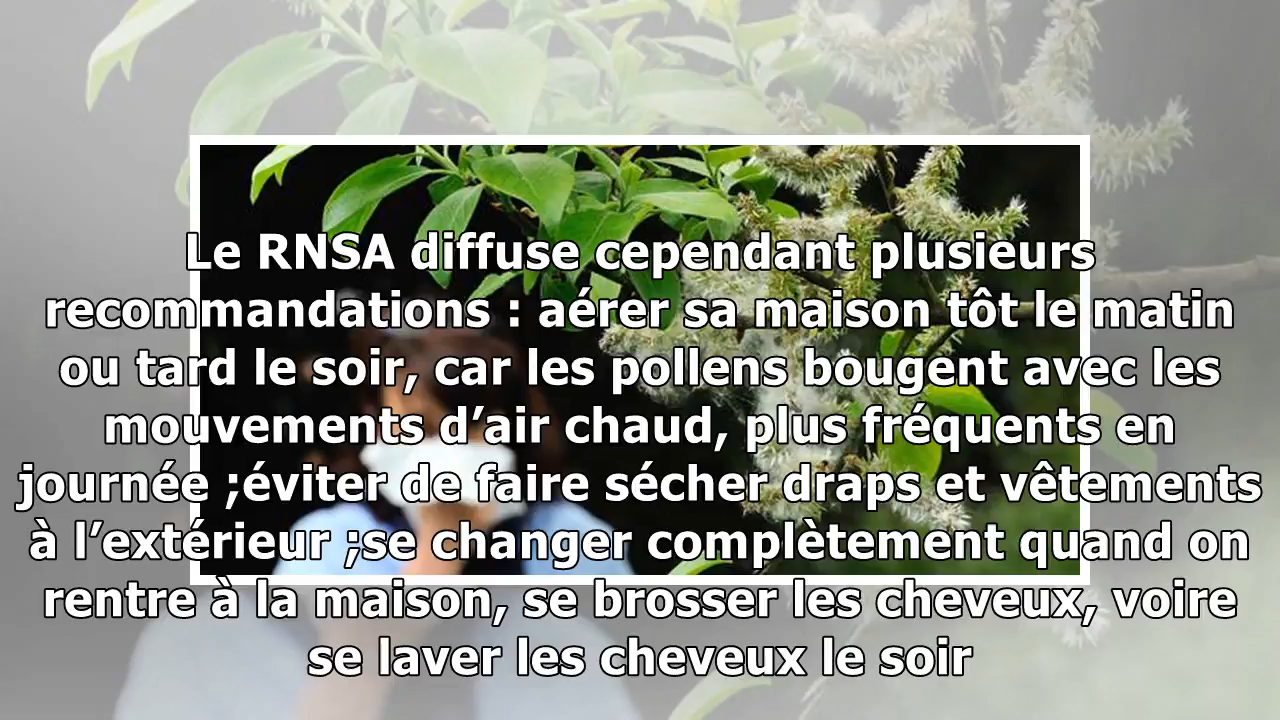 Le RNSA diffuse cependant plusieurs
recommandations : aérer sa maison tôt le matin
ou tard le soir, car les pollens bougent avec les
mouvements d’air chaud, plus fréquents en
journée ;éviter de faire sécher draps et vêtements
à l’extérieur ;se changer complètement quand on
rentre à la maison, se brosser les cheveux, voire
se laver les cheveux le soir